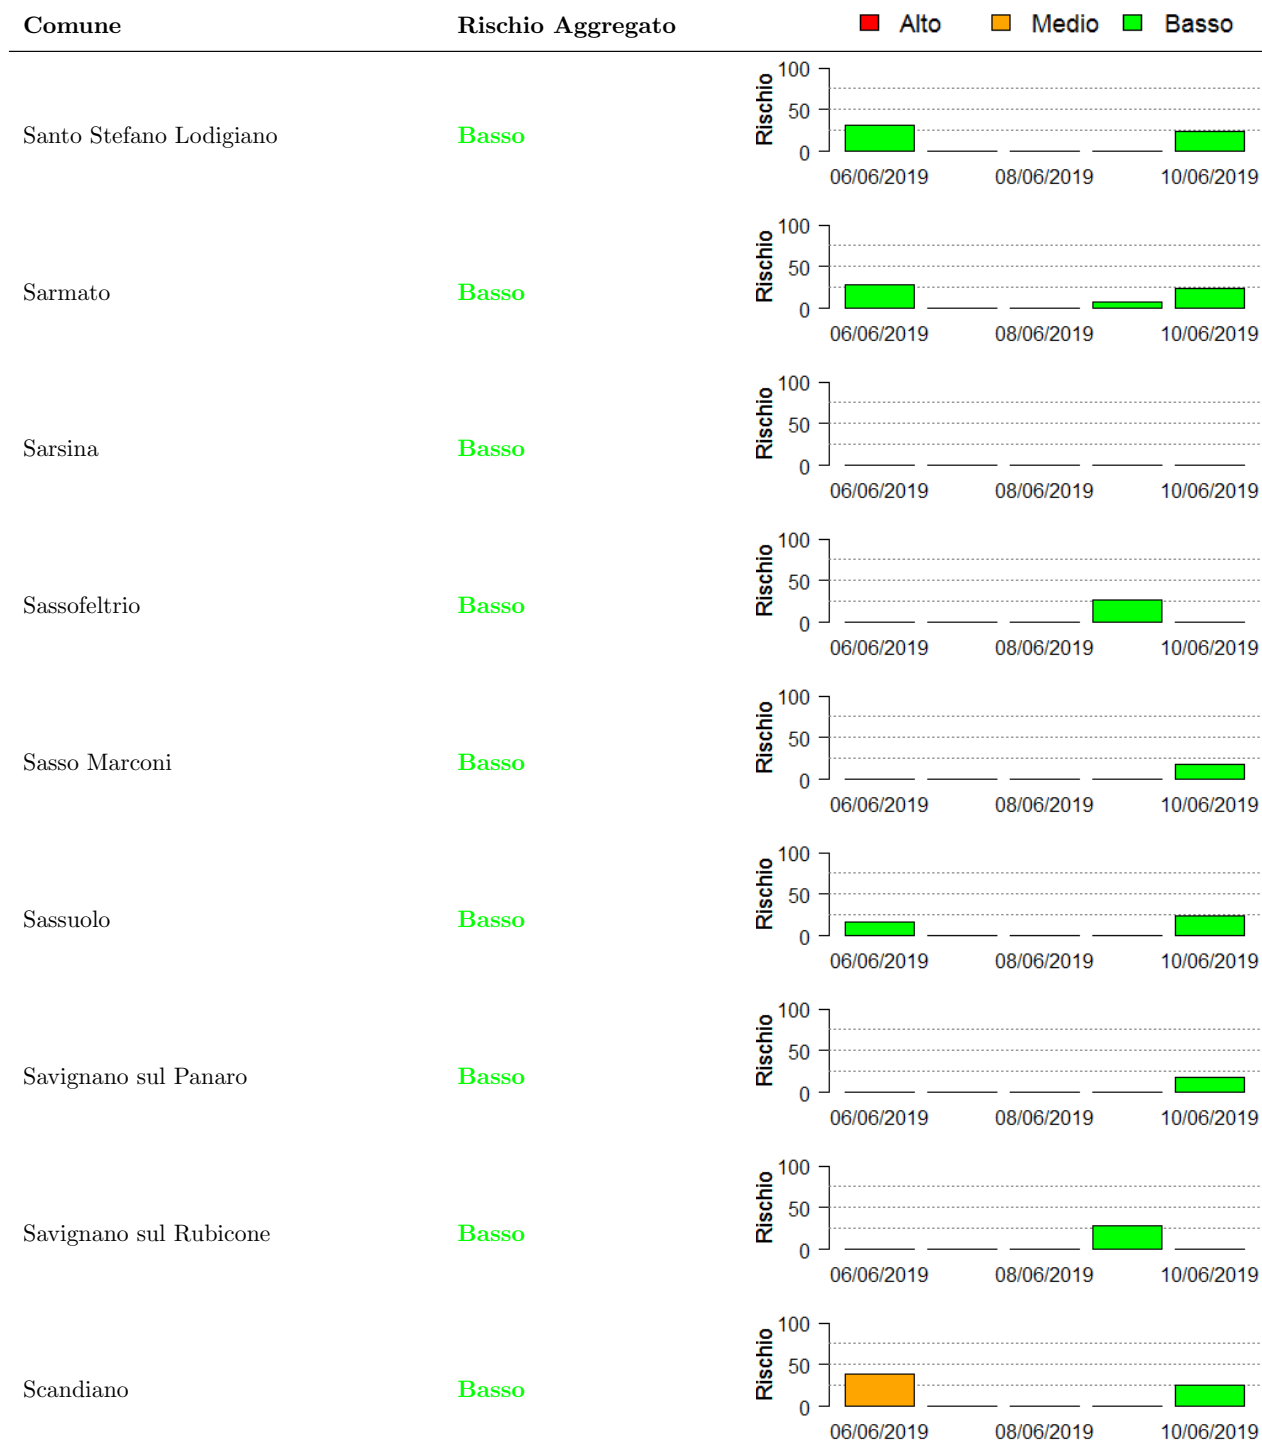 Comune Rischio Aggregato Alto Medio Basso
100
Rischio
50
Santo Stefano Lodigiano Basso
0
06/06/2019 08/06/2019 10/06/2019
100
Rischio
50
Sarmato Basso
0
06/06/2019 08/06/2019 10/06/2019
100
Rischio
50
Sarsina Basso
0
06/06/2019 08/06/2019 10/06/2019
100
Rischio
50
Sassofeltrio Basso
0
06/06/2019 08/06/2019 10/06/2019
100
Rischio
50
Sasso Marconi Basso
0
06/06/2019 08/06/2019 10/06/2019
100
Rischio
50
Sassuolo Basso
0
06/06/2019 08/06/2019 10/06/2019
100
Rischio
50
Savignano sul Panaro Basso
0
06/06/2019 08/06/2019 10/06/2019
100
Rischio
50
Savignano sul Rubicone Basso
0
06/06/2019 08/06/2019 10/06/2019
100
Rischio
50
Scandiano Basso
0
06/06/2019 08/06/2019 10/06/2019